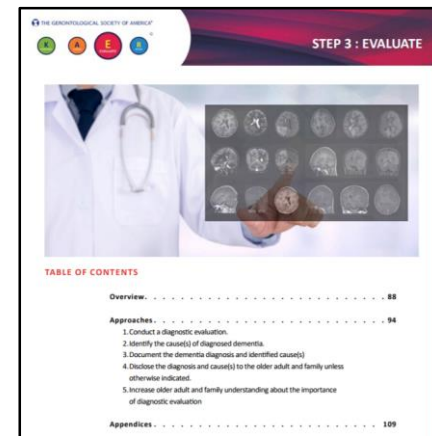 THE GERONTOLOGICAL SOCIETY OF AMERICA®
K A E R
EVALUATE
STEP 3 : EVALUATE
TABLE OF CONTENTS
Overview. . . . . . . . . . . . . . . . . . . . . . . . . . . . 88
Approaches . . . . . . . . . . . . . . . . . . . . . . . . . . . 94
1. Conduct a diagnostic evaluation.
2. Identify the cause(s) of diagnosed dementia.
3. Document the dementia diagnosis and identified cause(s)
4. Disclose the diagnosis and cause(s) to the older adult and family unless
otherwise indicated.
5. Increase older adult and family understanding about the importance
of diagnostic evaluation
Appendices . . . . . . . . . . . . . . . . . . . . . . . . . . . 109